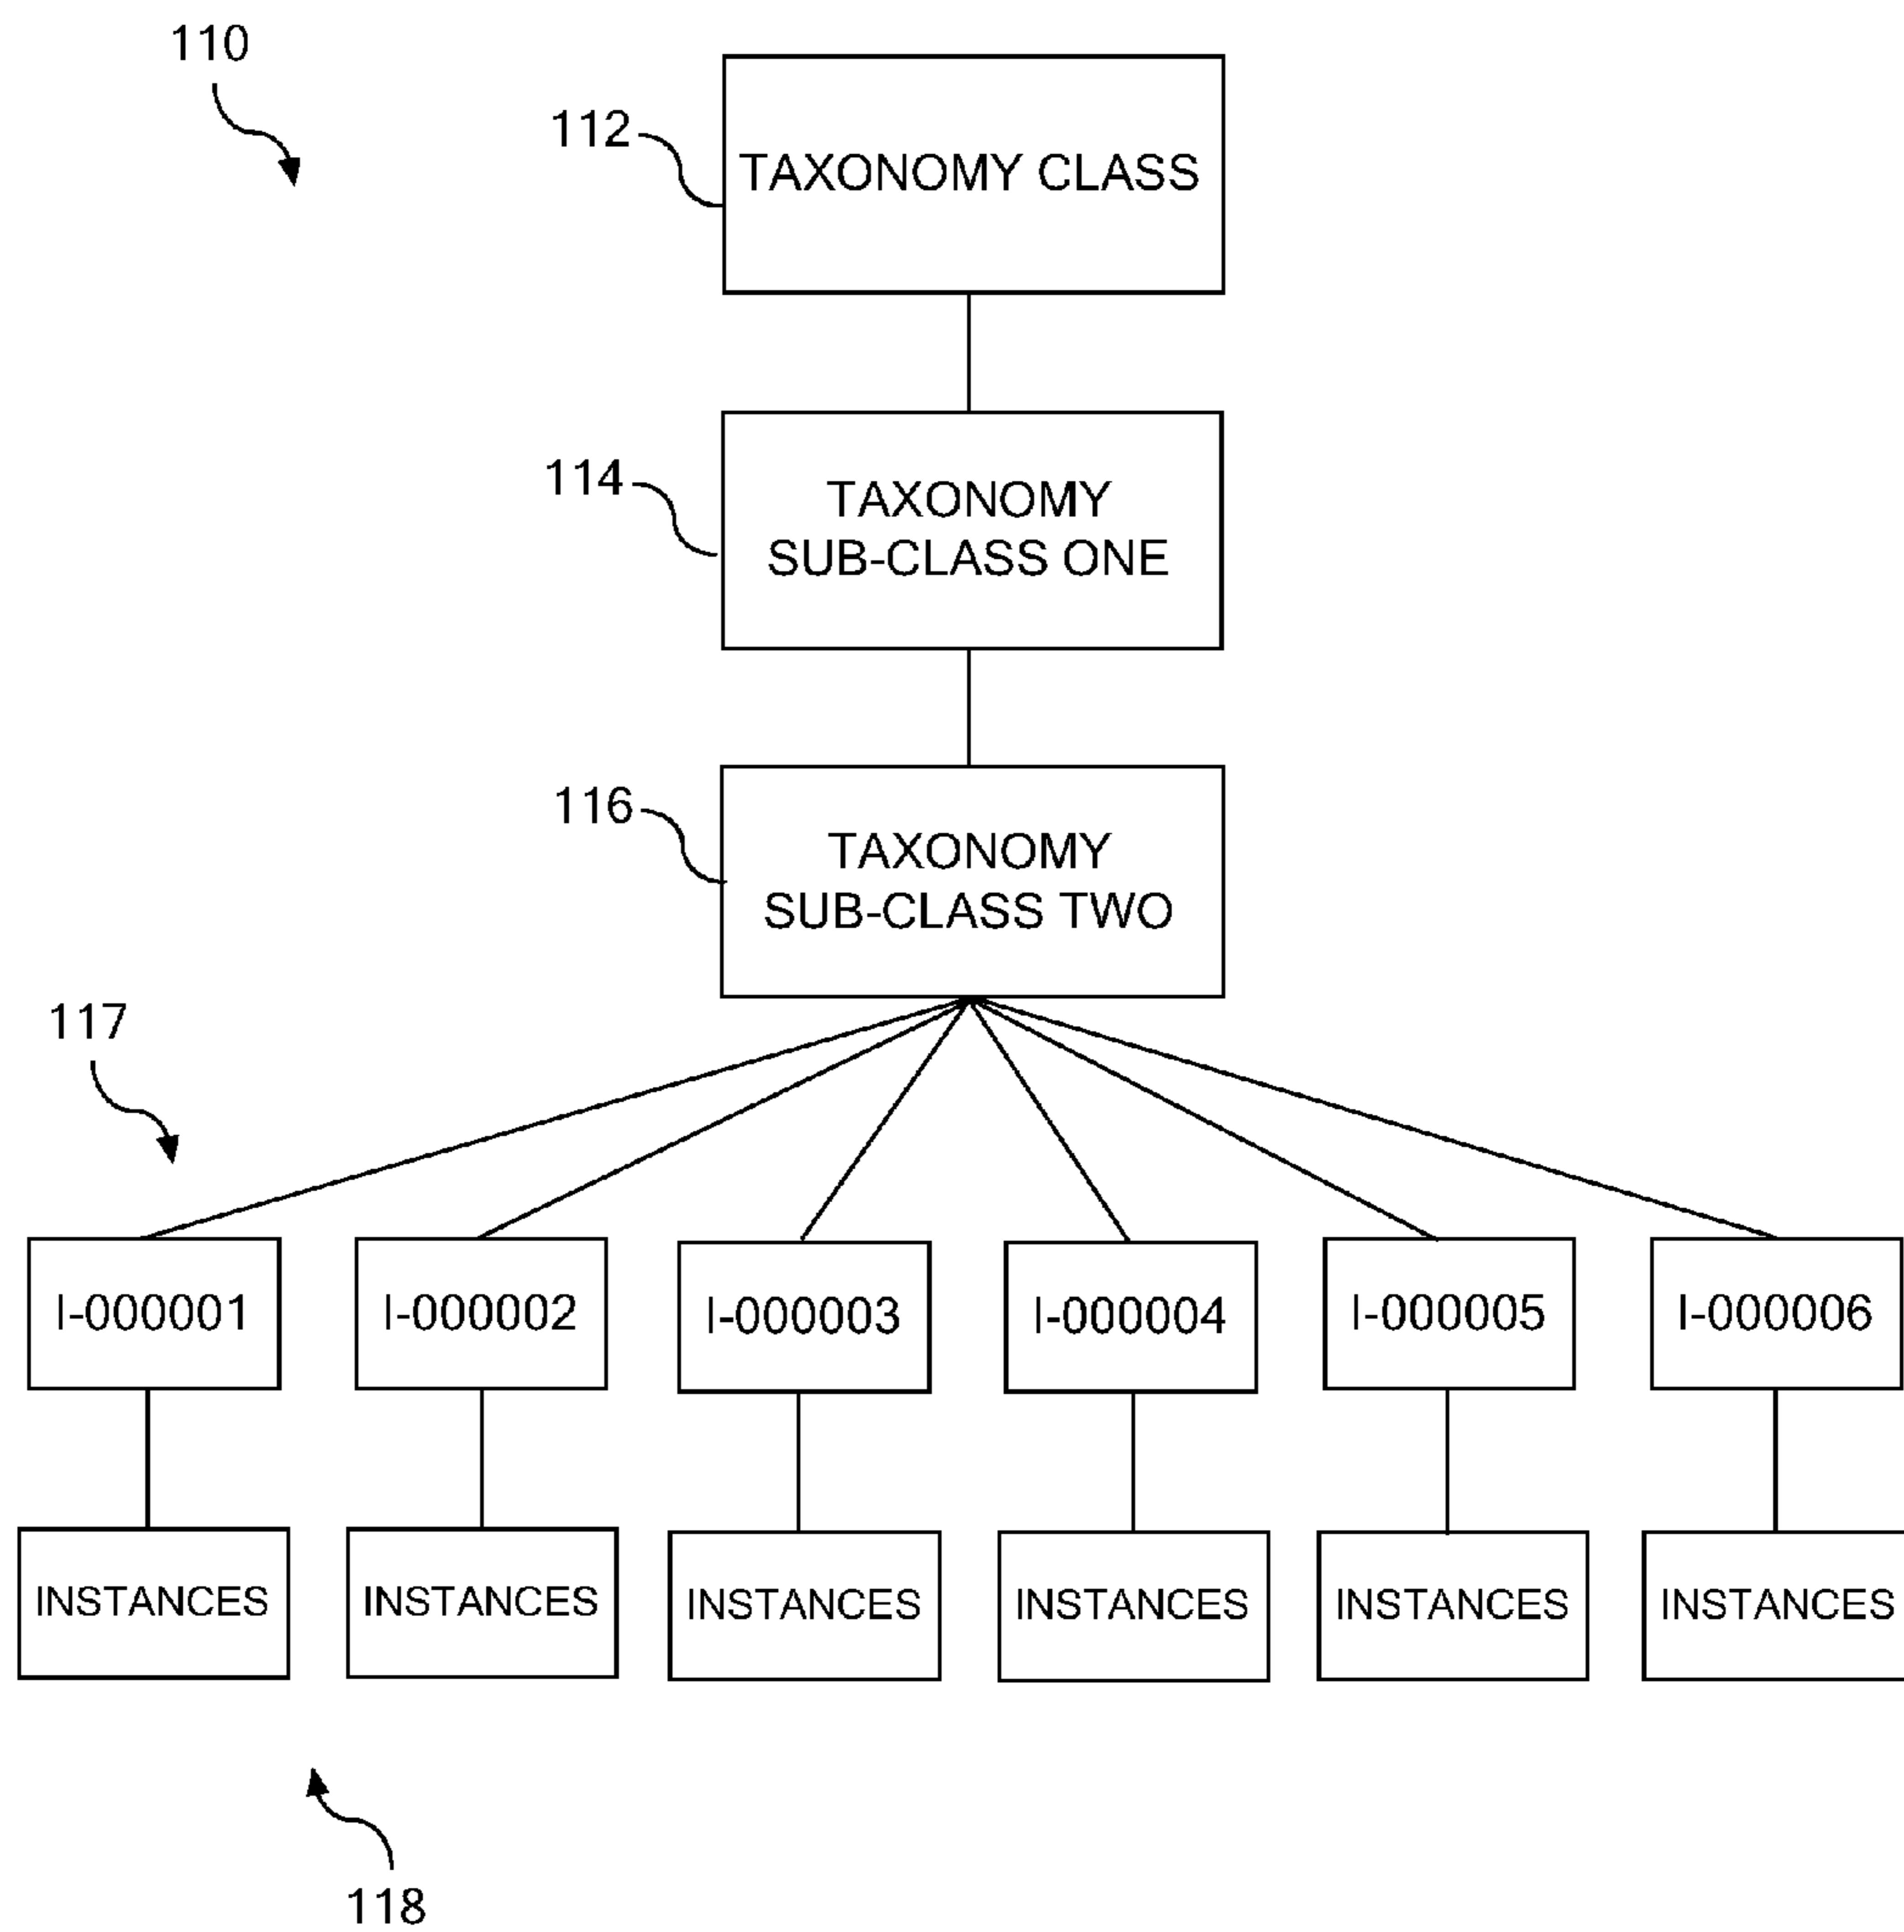 110
112
TAXONOMY CLASS
114
TAXONOMY
SUB-CLASS ONE
116
TAXONOMY
SUB-CLASS TWO
117
I-000001
I-000002
I-000003
I-000004
I-000005
I-000006
INSTANCES
INSTANCES
INSTANCES
INSTANCES
INSTANCES
INSTANCES
118